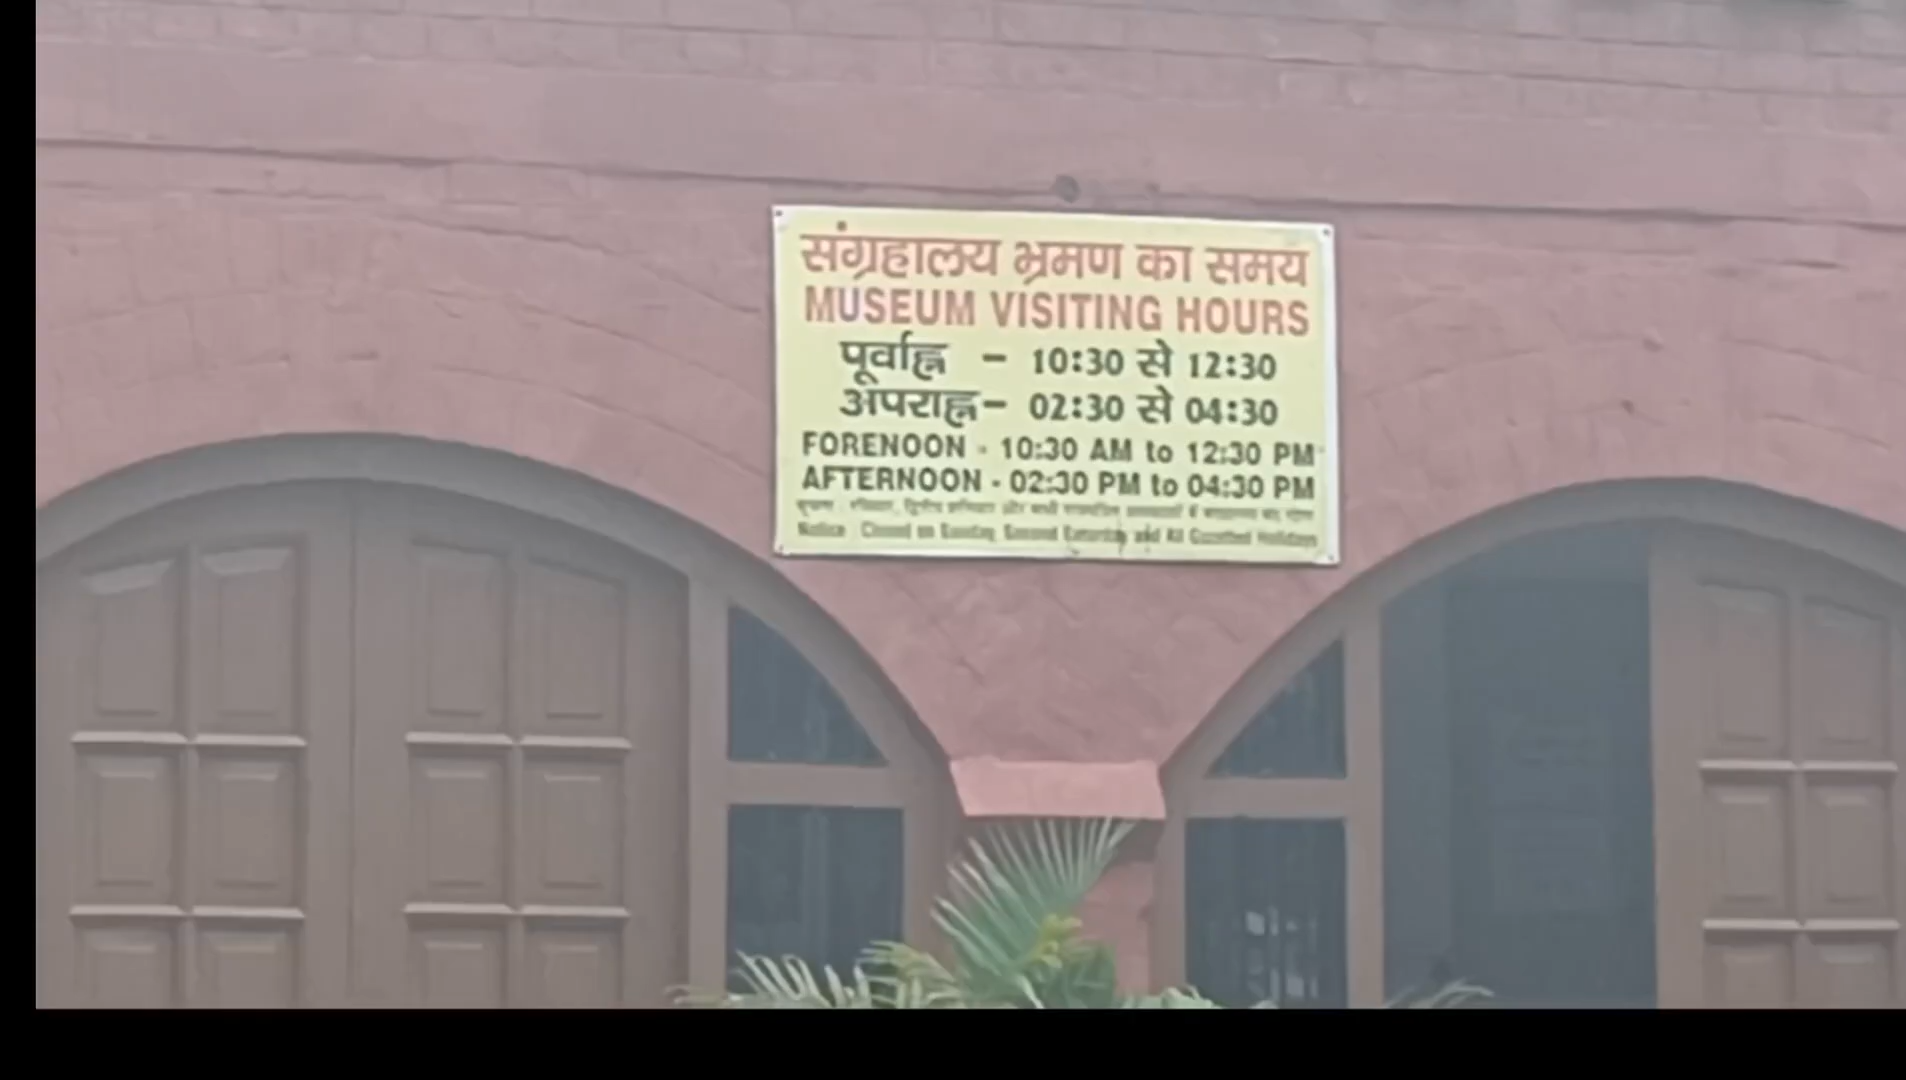 संग्रहालय भ्रमण का समय
MUSEUM VISITING HOURS
पूर्वाह्न - 10:30 से 12:30
अपराह्न - 02:30 से 04:30
FORENOON - 10:30 AM to 12:30 PM
AFTERNOON - 02:30 PM to 04:30 PM
Notice : Closed on Sunday, Second Saturday and All Gazetted Holidays